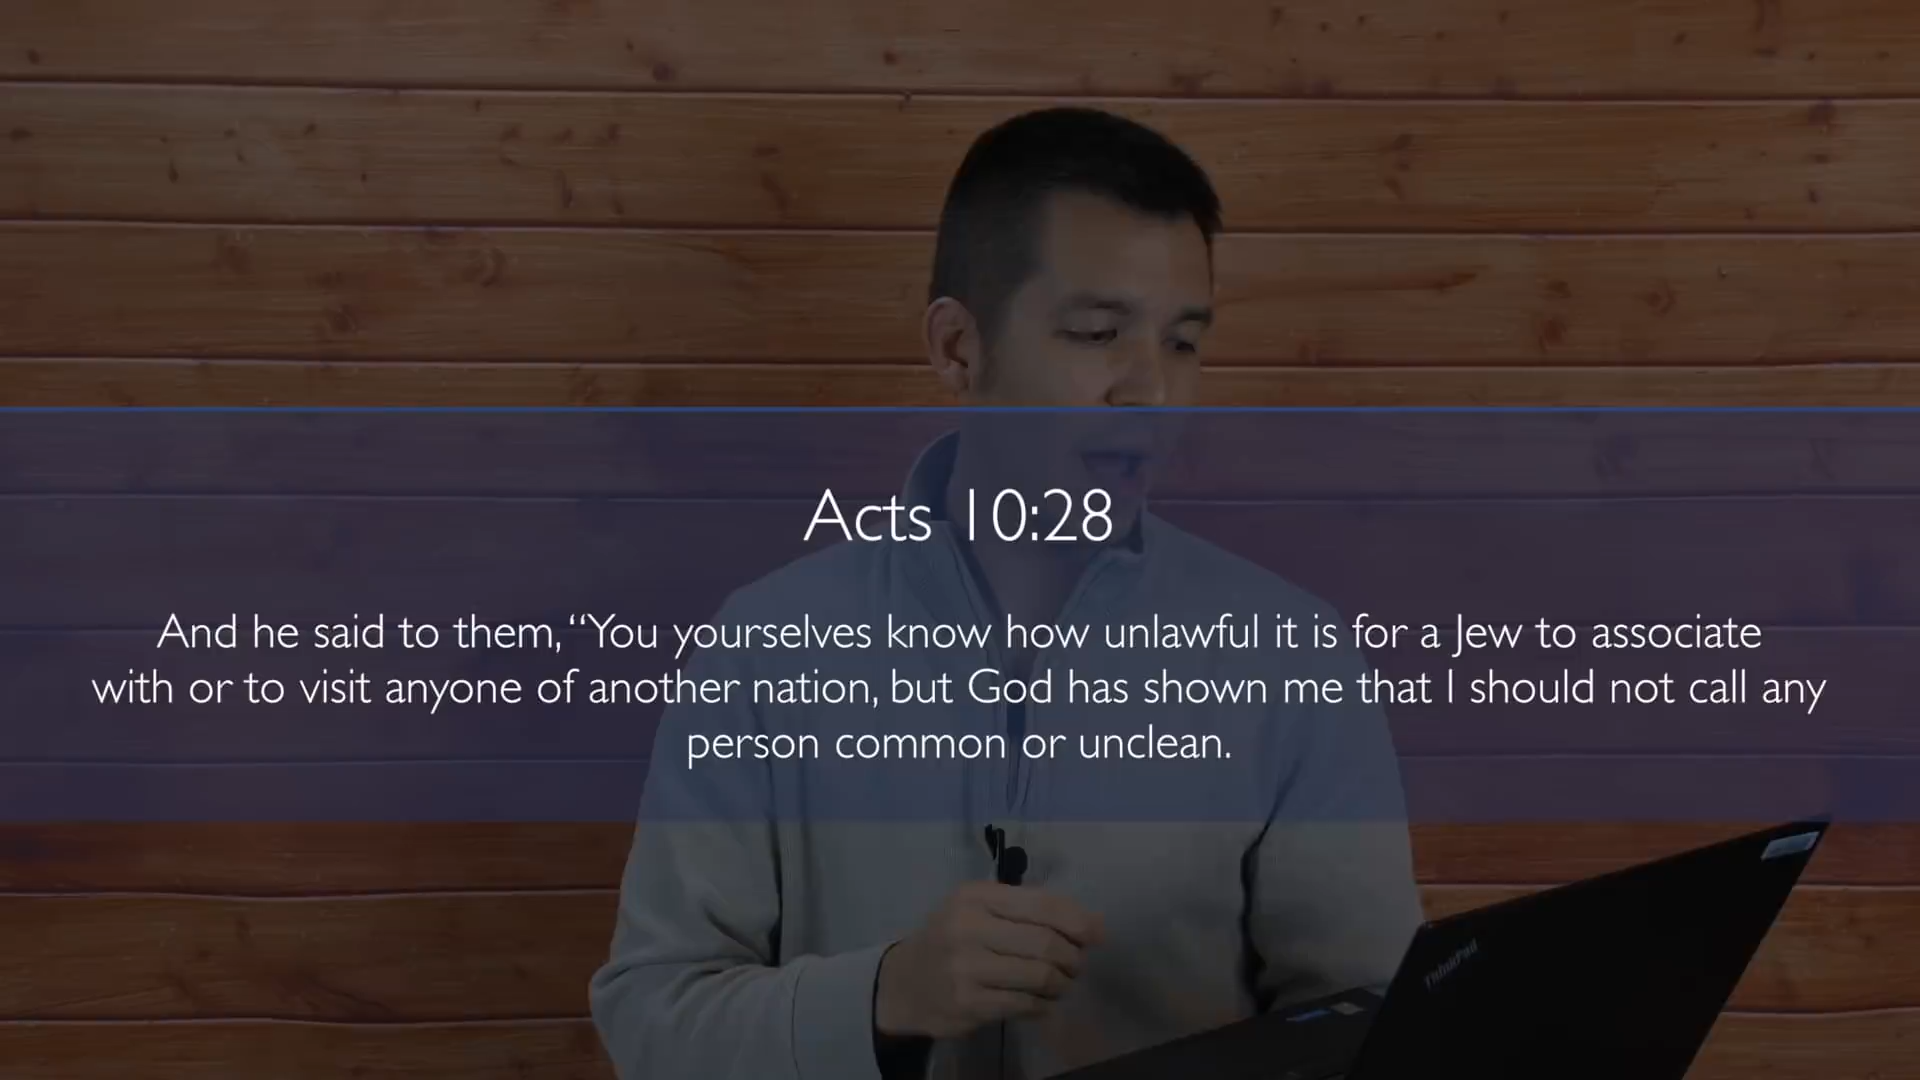 Acts 10:28
And he said to them, “You yourselves know how unlawful it is for a Jew to associate
with or to visit anyone of another nation, but God has shown me that I should not call any
person common or unclean.
ThinkPad